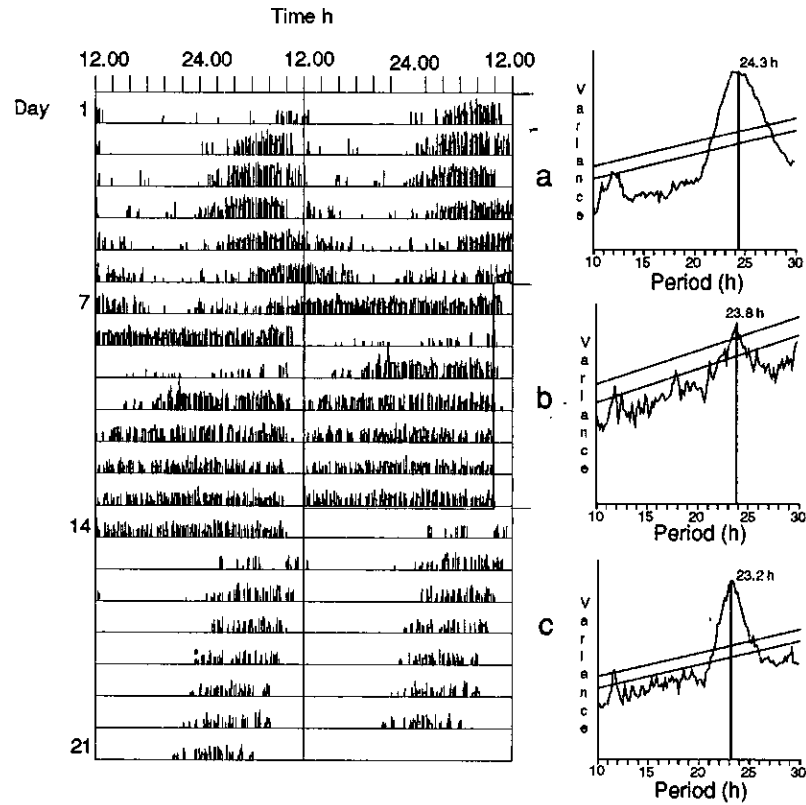 Time h
12.00 24.00 12.00 24.00 12.00
Day
1
7
14
21
a
Variance
24.3 h
10 15 20 25 30
Period (h)
b
Variance
23.8 h
10 15 20 25 30
Period (h)
c
Variance
23.2 h
10 15 20 25 30
Period (h)